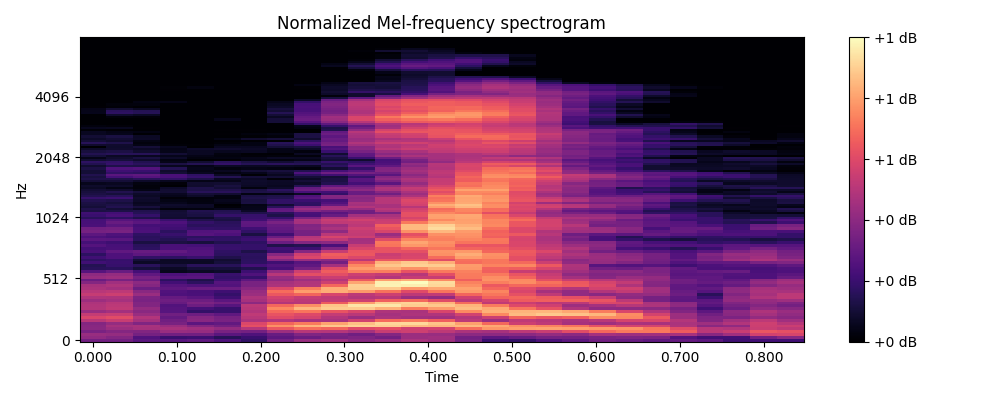 Normalized Mel-frequency spectrogram
Hz
4096
2048
1024
512
0
0.000 0.100 0.200 0.300 0.400 0.500 0.600 0.700 0.800
Time
+1 dB
+1 dB
+1 dB
+0 dB
+0 dB
+0 dB